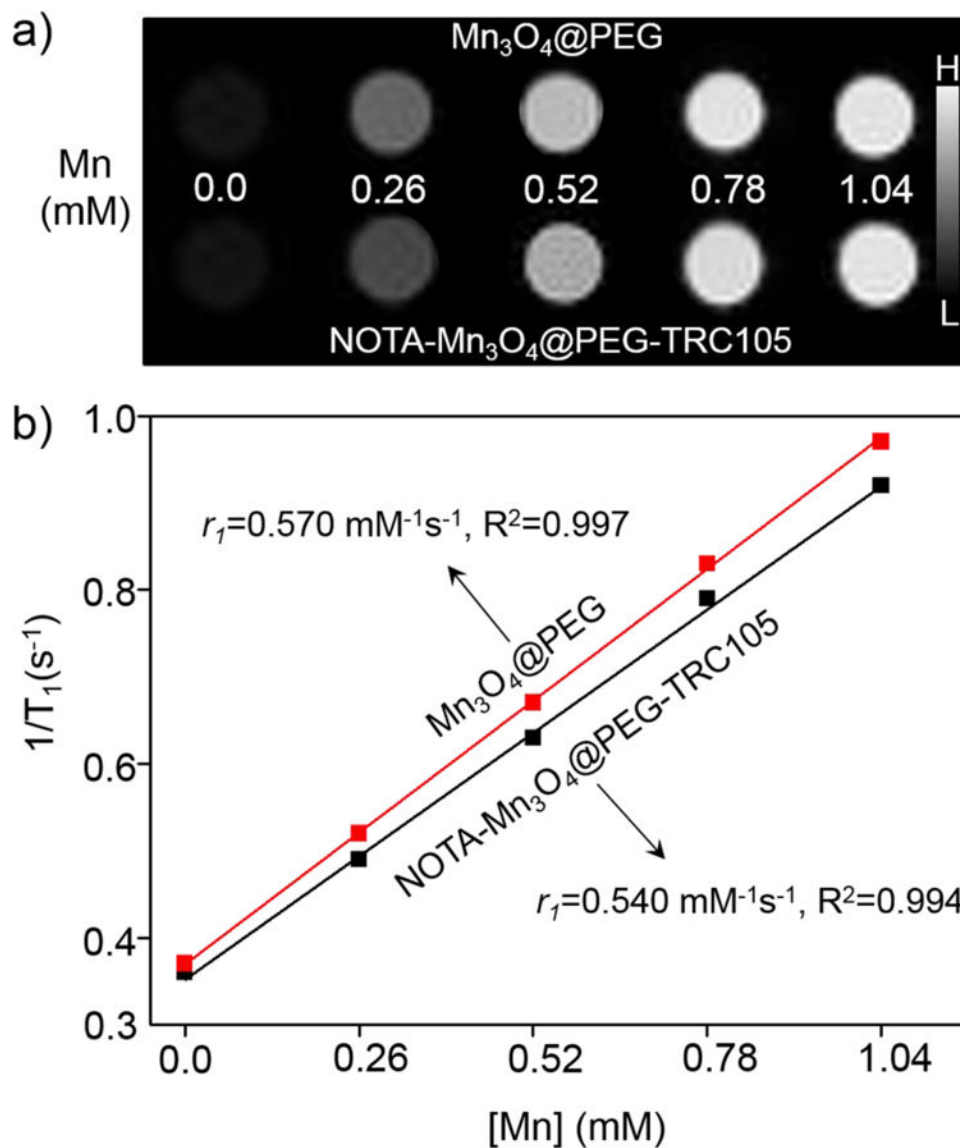 a)
Mn₃O₄@PEG
H
Mn
(mM)
0.0 0.26 0.52 0.78 1.04
L
NOTA-Mn₃O₄@PEG-TRC105
b)
1.0
0.8
0.6
0.4
0.3
1/T₁(s⁻¹)
r₁=0.570 mM⁻¹s⁻¹, R²=0.997
Mn₃O₄@PEG
NOTA-Mn₃O₄@PEG-TRC105
r₁=0.540 mM⁻¹s⁻¹, R²=0.994
0.0 0.26 0.52 0.78 1.04
[Mn] (mM)